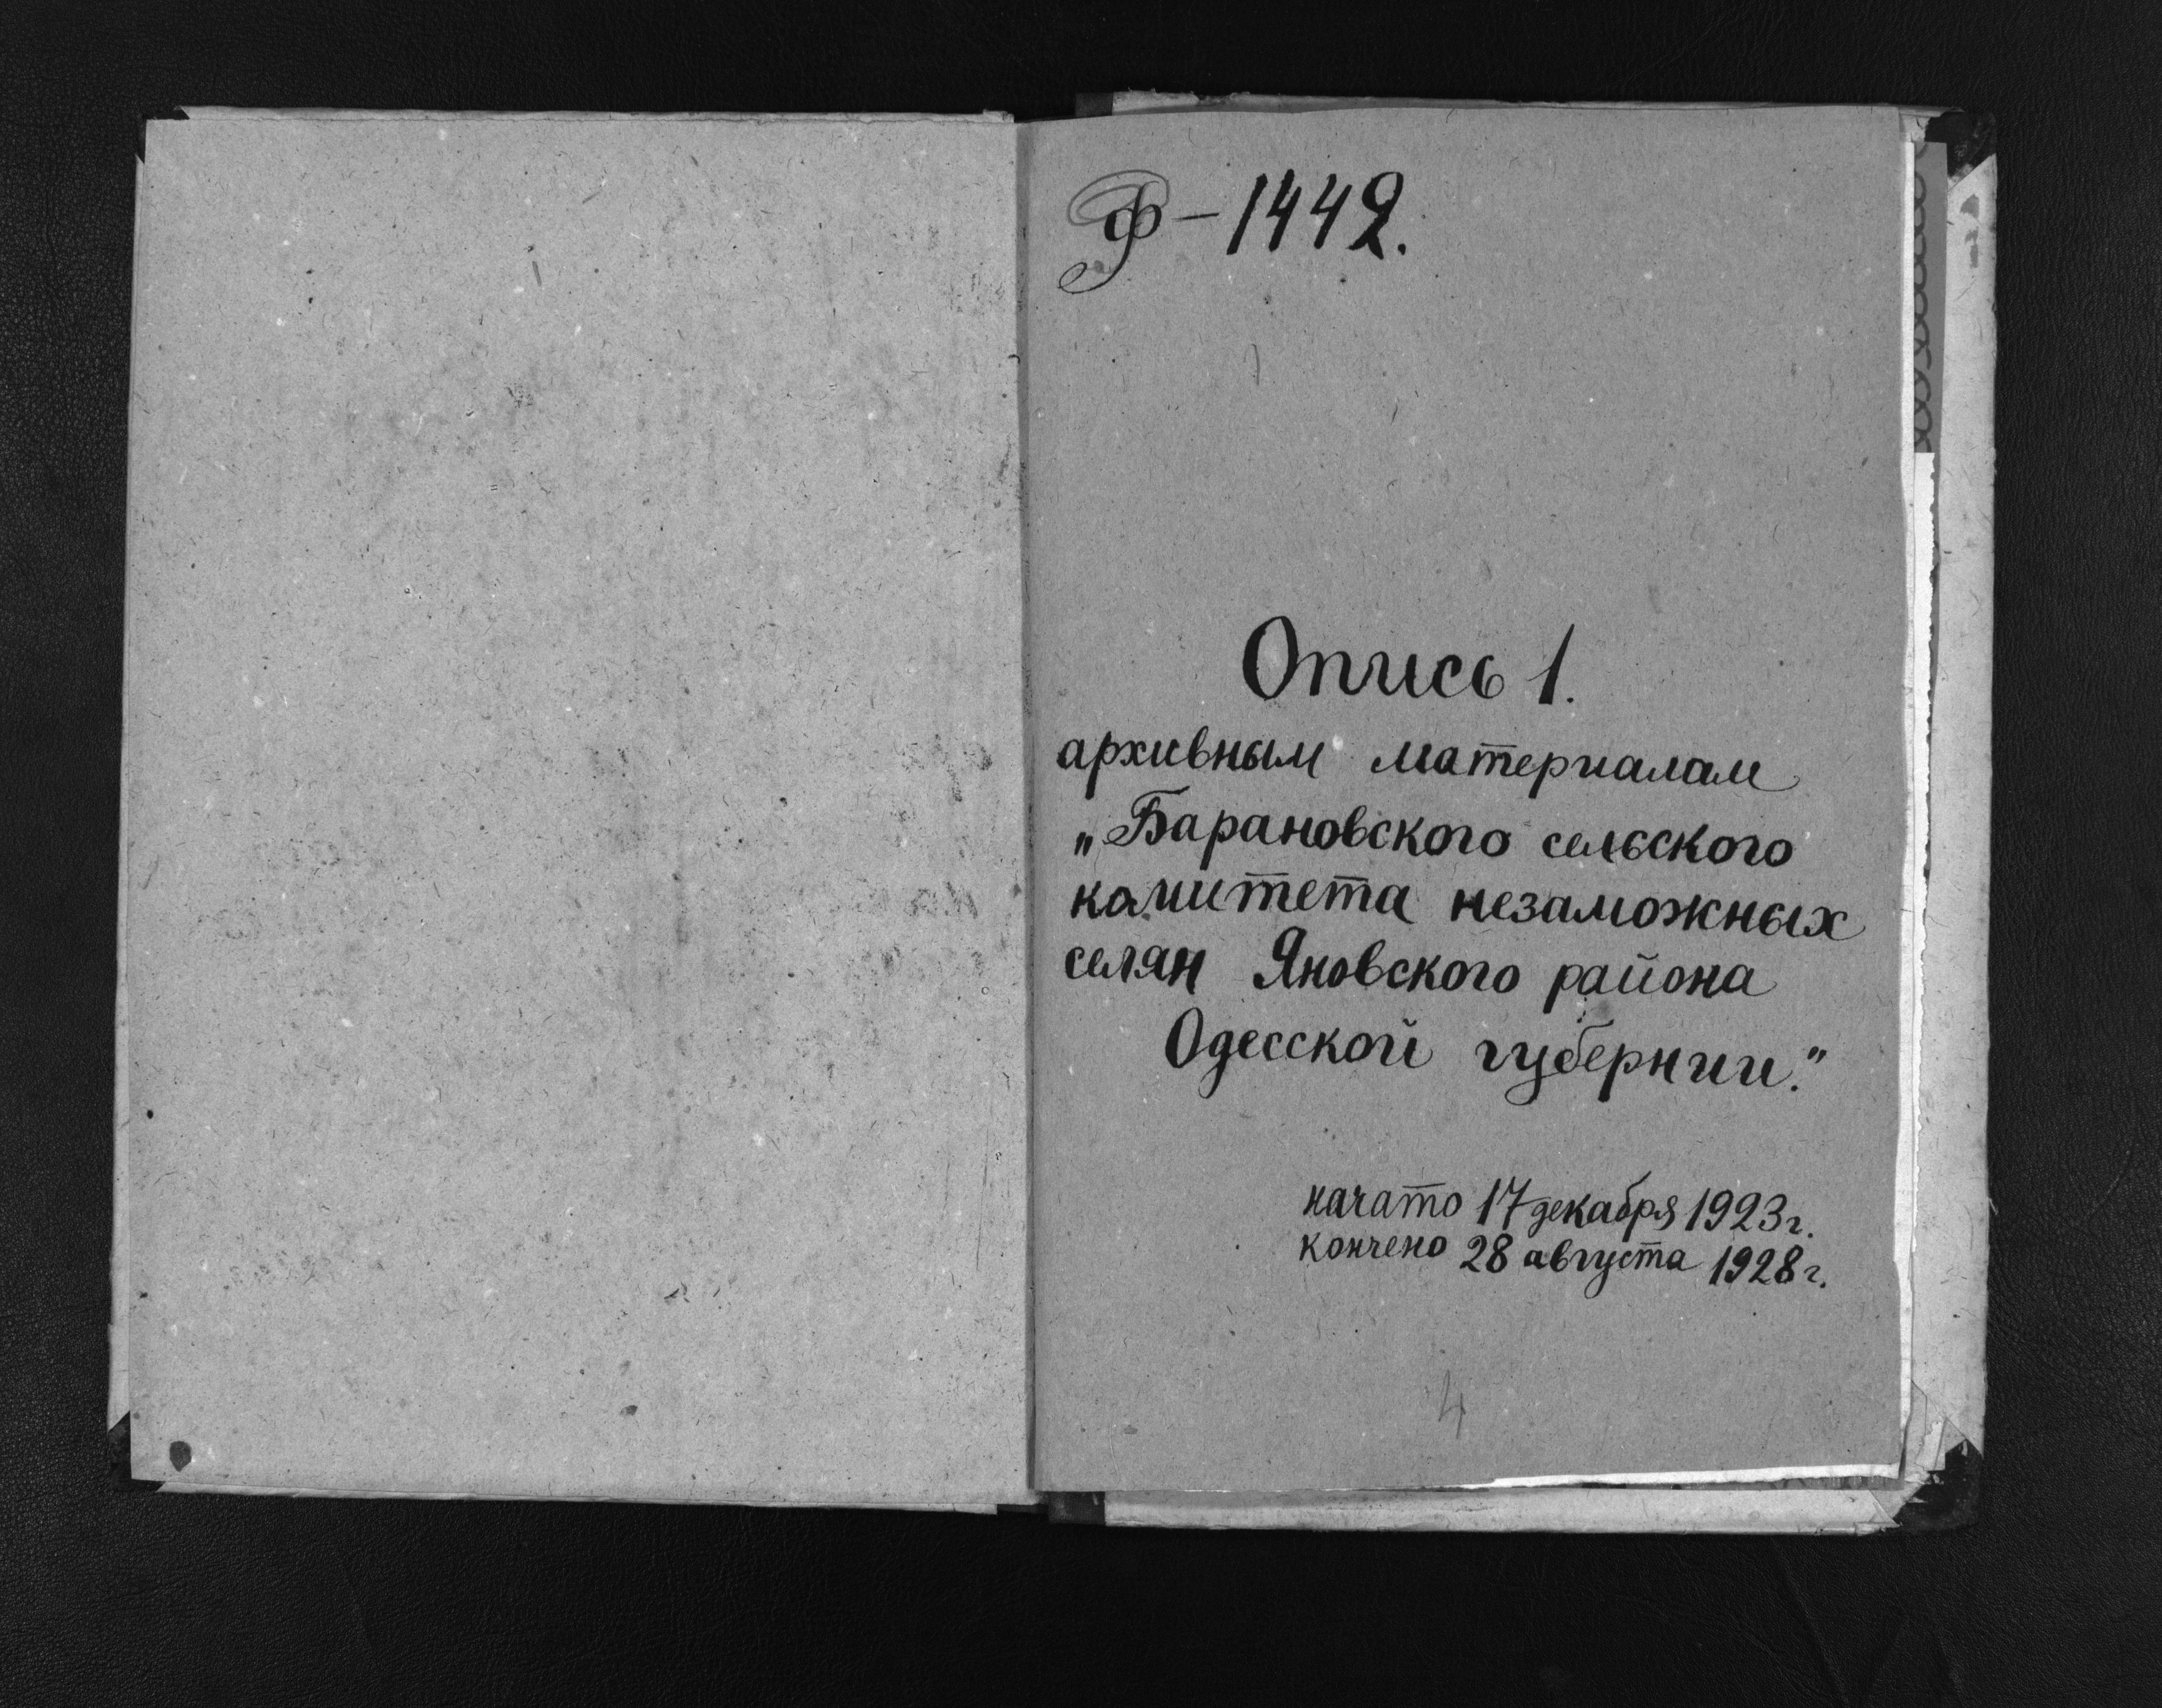 Ф-1442.
Опись 1.
архивным материалам
„Барановского сельского
комитета незаможных
селян Яновского района
Одесской губернии."
начато 17 декабря 1923 г.
кончено 28 августа 1928 г.
4